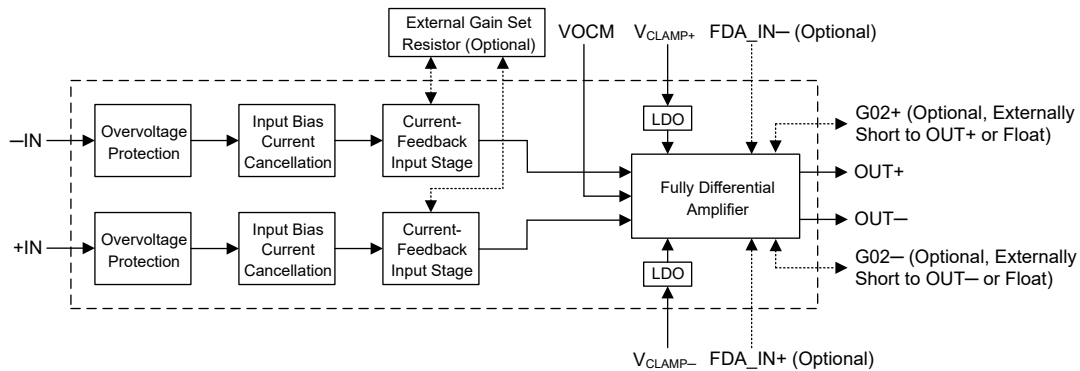 External Gain Set
Resistor (Optional)
VOCM
VCLAMP+
FDA_IN— (Optional)
—IN
Overvoltage
Protection
Input Bias
Current
Cancellation
Current-
Feedback
Input Stage
LDO
G02+ (Optional, Externally
Short to OUT+ or Float)
Fully Differential
Amplifier
OUT+
OUT—
+IN
Overvoltage
Protection
Input Bias
Current
Cancellation
Current-
Feedback
Input Stage
LDO
G02— (Optional, Externally
Short to OUT— or Float)
VCLAMP—
FDA_IN+ (Optional)